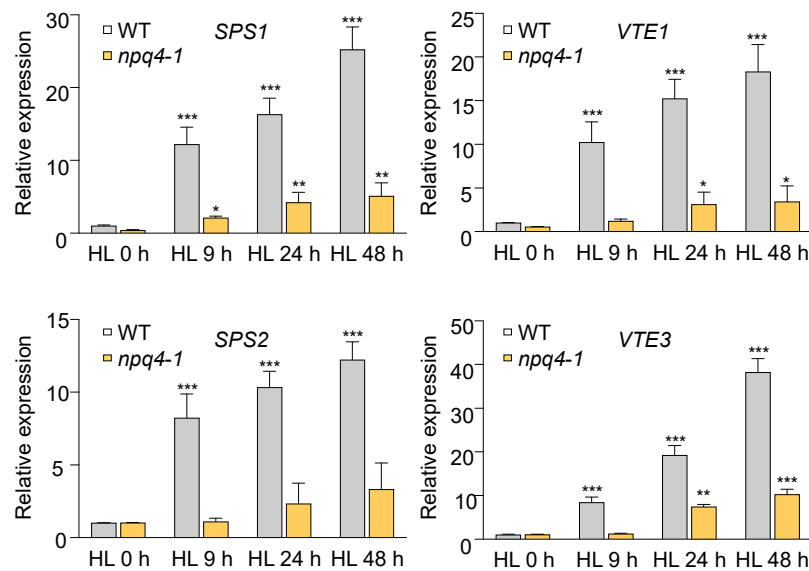 30
20
10
0
Relative expression
WT
npq4-1
SPS1
***
***
***
*
**
**
HL 0 h HL 9 h HL 24 h HL 48 h
25
20
15
10
5
0
Relative expression
WT
npq4-1
VTE1
***
***
***
*
*
HL 0 h HL 9 h HL 24 h HL 48 h
15
10
5
0
Relative expression
WT
npq4-1
SPS2
***
***
***
HL 0 h HL 9 h HL 24 h HL 48 h
50
40
30
20
10
0
Relative expression
WT
npq4-1
VTE3
***
***
***
**
***
HL 0 h HL 9 h HL 24 h HL 48 h